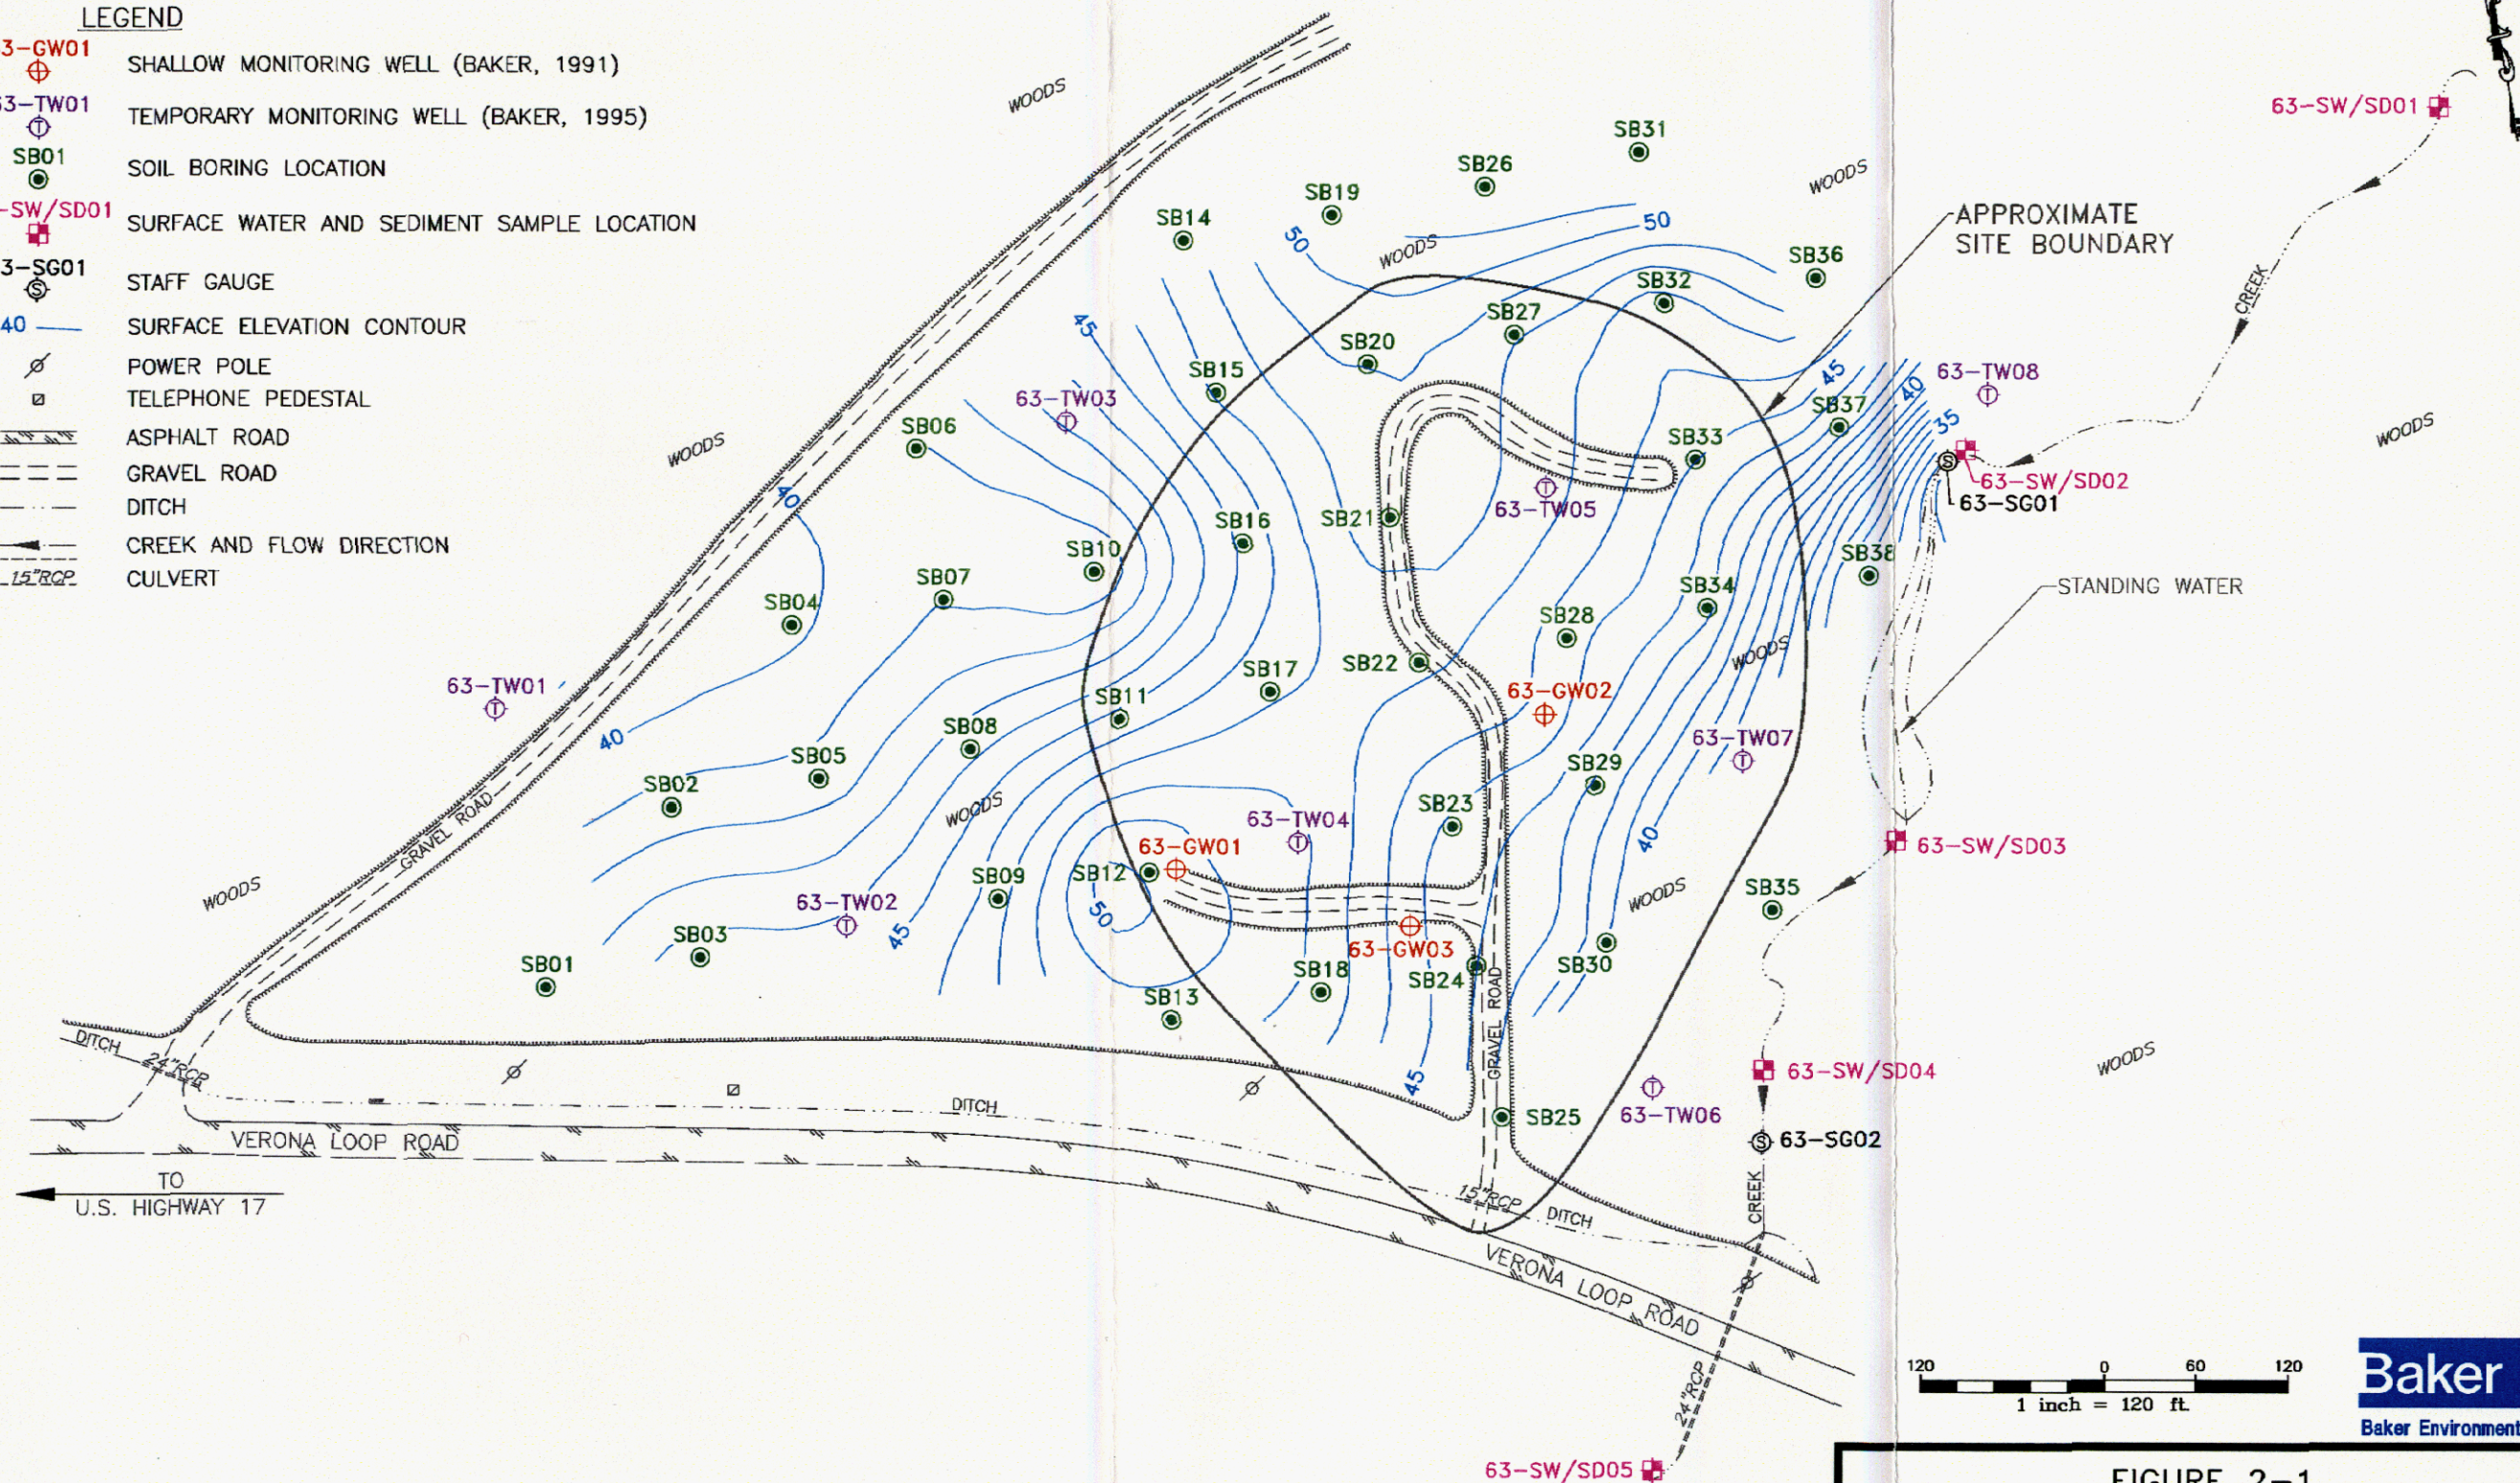 LEGEND
3-GW01
SHALLOW MONITORING WELL (BAKER, 1991)
63-TW01
TEMPORARY MONITORING WELL (BAKER, 1995)
SB01
SOIL BORING LOCATION
-SW/SD01
SURFACE WATER AND SEDIMENT SAMPLE LOCATION
3-SG01
STAFF GAUGE
40
SURFACE ELEVATION CONTOUR
POWER POLE
TELEPHONE PEDESTAL
ASPHALT ROAD
GRAVEL ROAD
DITCH
CREEK AND FLOW DIRECTION
15"RCP
CULVERT
WOODS
63-SW/SD01
SB31
SB26
WOODS
SB19
SB14
50
50
WOODS
APPROXIMATE
SITE BOUNDARY
SB36
SB32
CREEK
SB27
45
SB20
SB15
45
40
63-TW08
63-TW03
SB37
35
SB06
WOODS
SB33
WOODS
63-SW/SD02
63-SG01
40
SB16
SB21
63-TW05
SB10
SB38
SB07
SB34
STANDING WATER
SB04
SB28
WOODS
63-TW01
SB11
SB17
SB22
63-GW02
40
SB08
63-TW07
SB05
SB29
SB02
WOODS
SB23
63-TW04
40
63-GW01
63-SW/SD03
GRAVEL ROAD
SB12
SB09
WOODS
WOODS
SB35
63-TW02
50
45
SB03
63-GW03
SB01
SB18
SB24
SB30
SB13
GRAVEL ROAD
DITCH
24"RCP
45
WOODS
63-SW/SD04
DITCH
SB25
63-TW06
VERONA LOOP ROAD
63-SG02
TO
U.S. HIGHWAY 17
15"RCP
DITCH
CREEK
VERONA LOOP ROAD
24"RCP
120 0 60 120
1 inch = 120 ft.
Baker
Baker Environment
63-SW/SD05
FIGURE 2-1